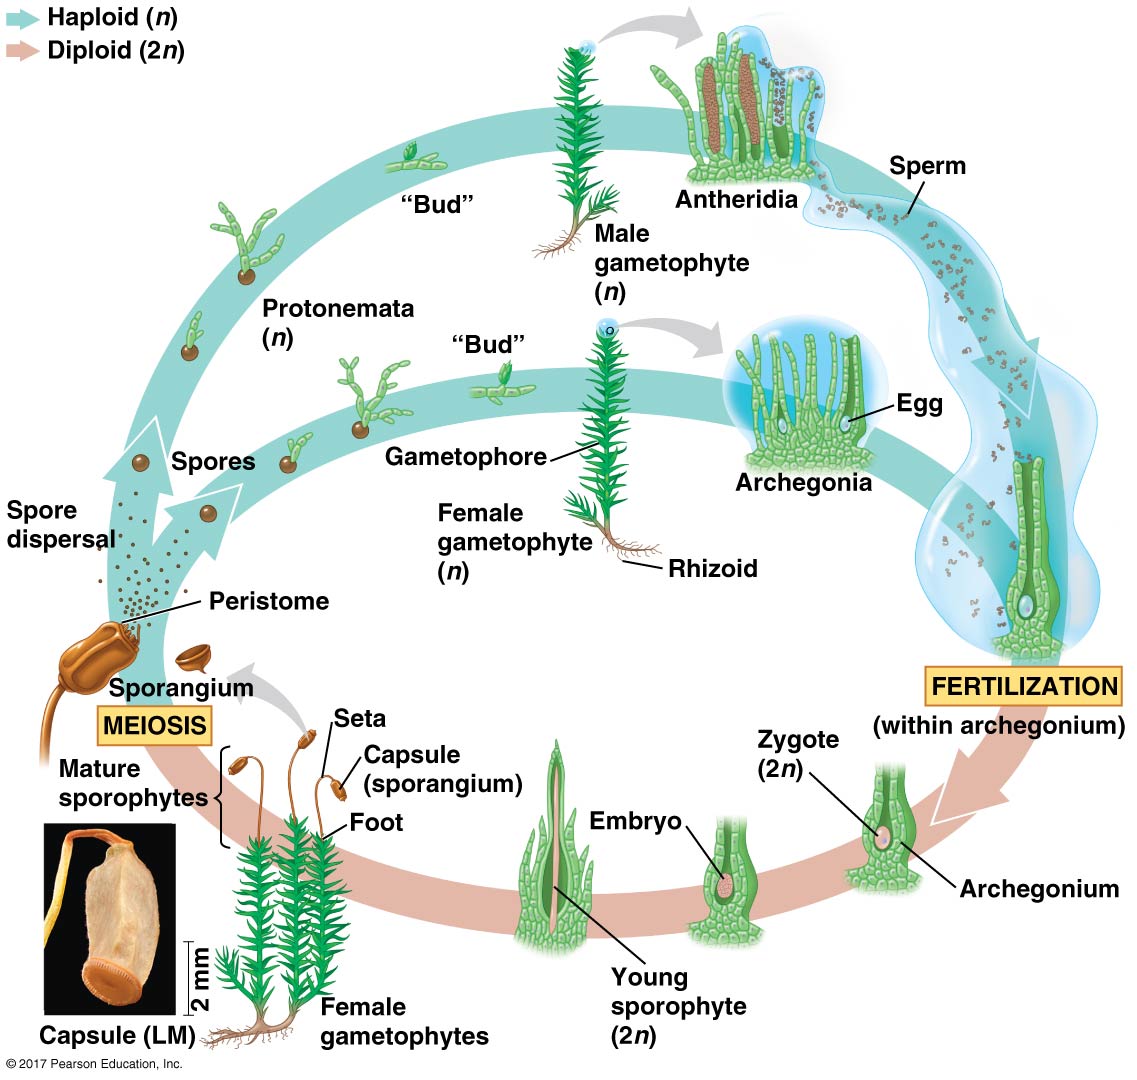 Haploid (n)
Diploid (2n)
Sperm
Antheridia
“Bud”
Male
gametophyte
(n)
Protonemata
(n)
“Bud”
Egg
Gametophore
Spores
Archegonia
Spore
dispersal
Female
gametophyte
(n)
Rhizoid
Peristome
Sporangium
MEIOSIS
FERTILIZATION
(within archegonium)
Seta
Zygote
(2n)
Capsule
(sporangium)
Mature
sporophytes
Foot
Embryo
Archegonium
2 mm
Young
sporophyte
(2n)
Female
gametophytes
Capsule (LM)
© 2017 Pearson Education, Inc.